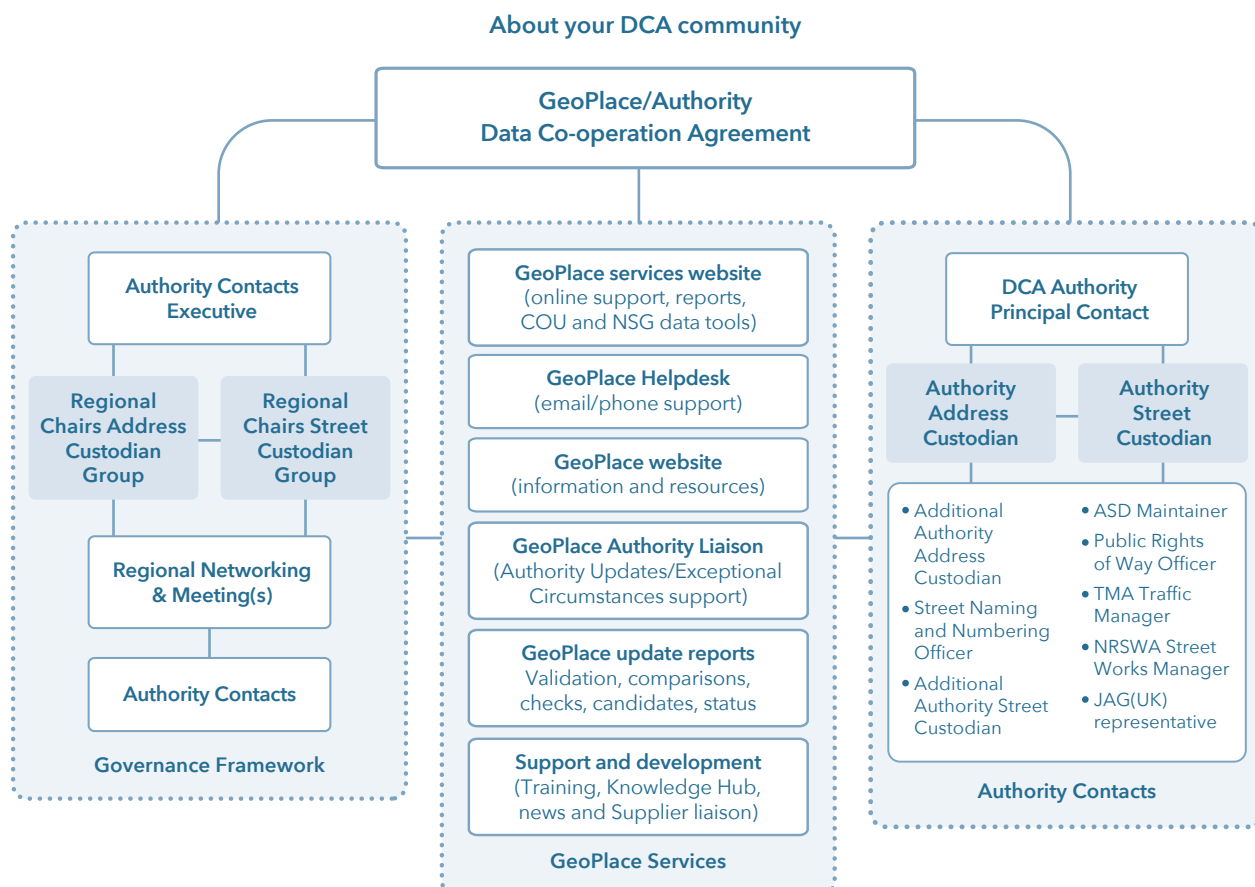 About your DCA community
GeoPlace/Authority
Data Co-operation Agreement
Authority Contacts
Executive
Regional
Chairs Address
Custodian
Group
Regional
Chairs Street
Custodian
Group
Regional Networking
& Meeting(s)
Authority Contacts
Governance Framework
GeoPlace services website
(online support, reports,
COU and NSG data tools)
GeoPlace Helpdesk
(email/phone support)
GeoPlace website
(information and resources)
GeoPlace Authority Liaison
(Authority Updates/Exceptional
Circumstances support)
GeoPlace update reports
Validation, comparisons,
checks, candidates, status
Support and development
(Training, Knowledge Hub,
news and Supplier liaison)
GeoPlace Services
DCA Authority
Principal Contact
Authority
Address
Custodian
Authority
Street
Custodian
• Additional
Authority
Address
Custodian
• Street Naming
and Numbering
Officer
• Additional
Authority Street
Custodian
• ASD Maintainer
• Public Rights
of Way Officer
• TMA Traffic
Manager
• NRSWA Street
Works Manager
• JAG(UK)
representative
Authority Contacts